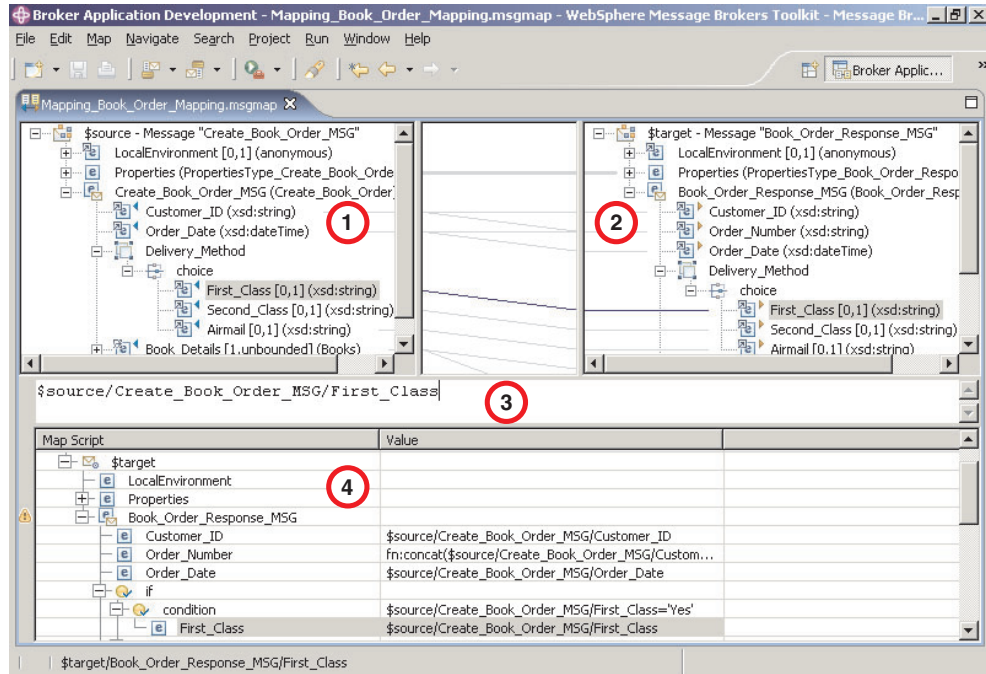 Broker Application Development - Mapping_Book_Order_Mapping.msgmap - WebSphere Message Brokers Toolkit - Message Br...
File Edit Map Navigate Search Project Run Window Help
Broker Applic...
Mapping_Book_Order_Mapping.msgmap
$source - Message "Create_Book_Order_MSG"
LocalEnvironment [0,1] (anonymous)
Properties (PropertiesType_Create_Book_Orde
Create_Book_Order_MSG (Create_Book_Order
Customer_ID (xsd:string)
Order_Date (xsd:dateTime)
Delivery_Method
choice
First_Class [0,1] (xsd:string)
Second_Class [0,1] (xsd:string)
Airmail [0,1] (xsd:string)
Book_Details [1,unbounded] (Books)
1
$target - Message "Book_Order_Response_MSG"
LocalEnvironment [0,1] (anonymous)
Properties (PropertiesType_Book_Order_Respo
Book_Order_Response_MSG (Book_Order_Resp
Customer_ID (xsd:string)
Order_Number (xsd:string)
Order_Date (xsd:dateTime)
Delivery_Method
choice
First_Class [0,1] (xsd:string)
Second_Class [0,1] (xsd:string)
Airmail [0,1] (xsd:string)
2
$source/Create_Book_Order_MSG/First_Class
3
Map Script Value
$target
LocalEnvironment
4
Properties
Book_Order_Response_MSG
Customer_ID $source/Create_Book_Order_MSG/Customer_ID
Order_Number fn:concat($source/Create_Book_Order_MSG/Custom...
Order_Date $source/Create_Book_Order_MSG/Order_Date
if
condition $source/Create_Book_Order_MSG/First_Class='Yes'
First_Class $source/Create_Book_Order_MSG/First_Class
$target/Book_Order_Response_MSG/First_Class